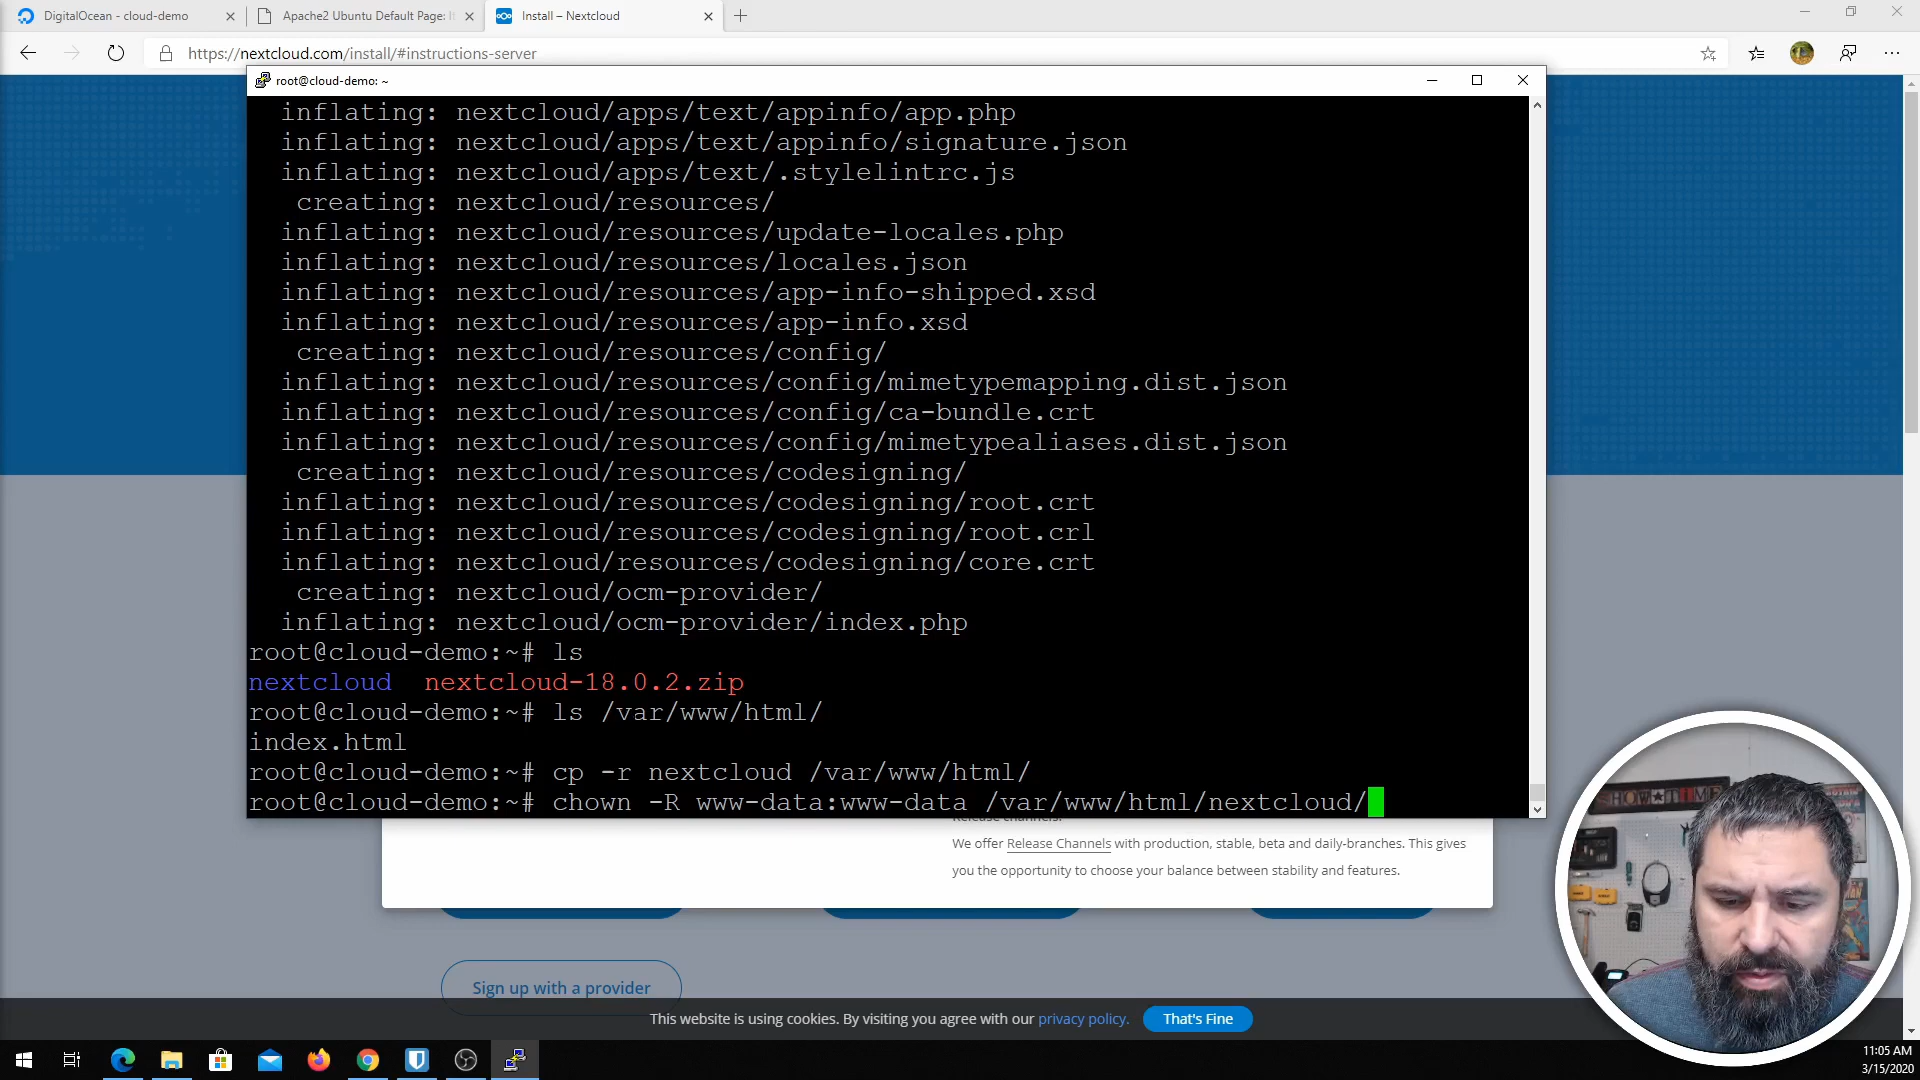 DigitalOcean - cloud-demo
Apache2 Ubuntu Default Page: It
Install – Nextcloud
https://nextcloud.com/install/#instructions-server
root@cloud-demo: ~
inflating: nextcloud/apps/text/appinfo/app.php
inflating: nextcloud/apps/text/appinfo/signature.json
inflating: nextcloud/apps/text/.stylelintrc.js
creating: nextcloud/resources/
inflating: nextcloud/resources/update-locales.php
inflating: nextcloud/resources/locales.json
inflating: nextcloud/resources/app-info-shipped.xsd
inflating: nextcloud/resources/app-info.xsd
creating: nextcloud/resources/config/
inflating: nextcloud/resources/config/mimetypemapping.dist.json
inflating: nextcloud/resources/config/ca-bundle.crt
inflating: nextcloud/resources/config/mimetypealiases.dist.json
creating: nextcloud/resources/codesigning/
inflating: nextcloud/resources/codesigning/root.crt
inflating: nextcloud/resources/codesigning/root.crl
inflating: nextcloud/resources/codesigning/core.crt
creating: nextcloud/ocm-provider/
inflating: nextcloud/ocm-provider/index.php
root@cloud-demo:~# ls
nextcloud nextcloud-18.0.2.zip
root@cloud-demo:~# ls /var/www/html/
index.html
root@cloud-demo:~# cp -r nextcloud /var/www/html/
root@cloud-demo:~# chown -R www-data:www-data /var/www/html/nextcloud/
Release channels:
We offer Release Channels with production, stable, beta and daily-branches. This gives
you the opportunity to choose your balance between stability and features.
SHOW★TIME
Sign up with a provider
This website is using cookies. By visiting you agree with our privacy policy.
That's Fine
11:05 AM
3/15/2020